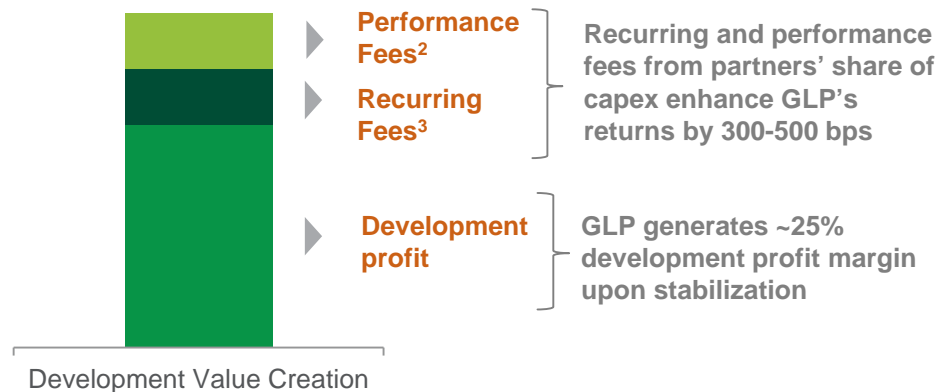 Performance
Fees2
Recurring
Fees3
Recurring and performance
fees from partners’ share of
capex enhance GLP’s
returns by 300-500 bps
Development
profit
GLP generates ~25%
development profit margin
upon stabilization
Development Value Creation